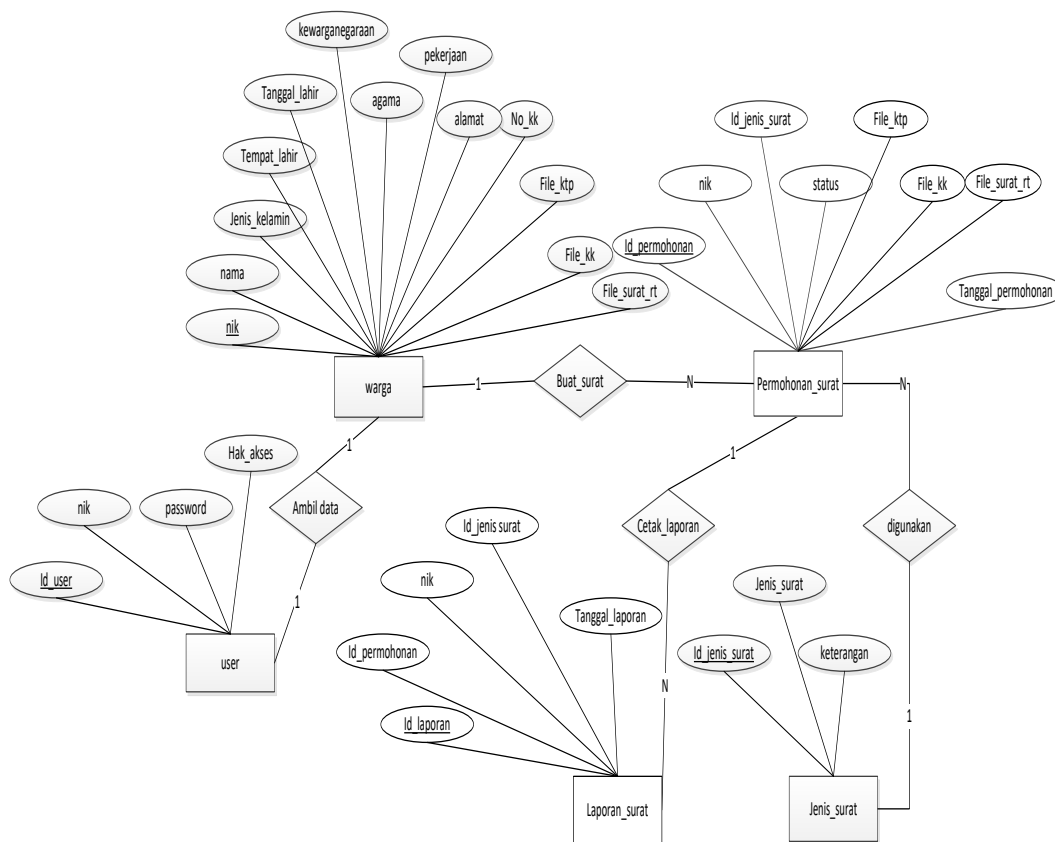 kewarganegaraan
pekerjaan
Tanggal_lahir
agama
alamat
No_kk
Tempat_lahir
File_ktp
Jenis_kelamin
nama
File_kk
File_surat_rt
nik
warga
1
Buat_surat
N
Id_jenis_surat
File_ktp
nik
status
File_kk
File_surat_rt
Id_permohonan
Tanggal_permohonan
Permohonan_surat
N
1
1
Hak_akses
nik
password
Ambil data
Id_user
1
user
Cetak_laporan
digunakan
Id_jenis surat
nik
Tanggal_laporan
Id_permohonan
Id_laporan
N
Laporan_surat
Jenis_surat
Id_jenis_surat
keterangan
1
Jenis_surat